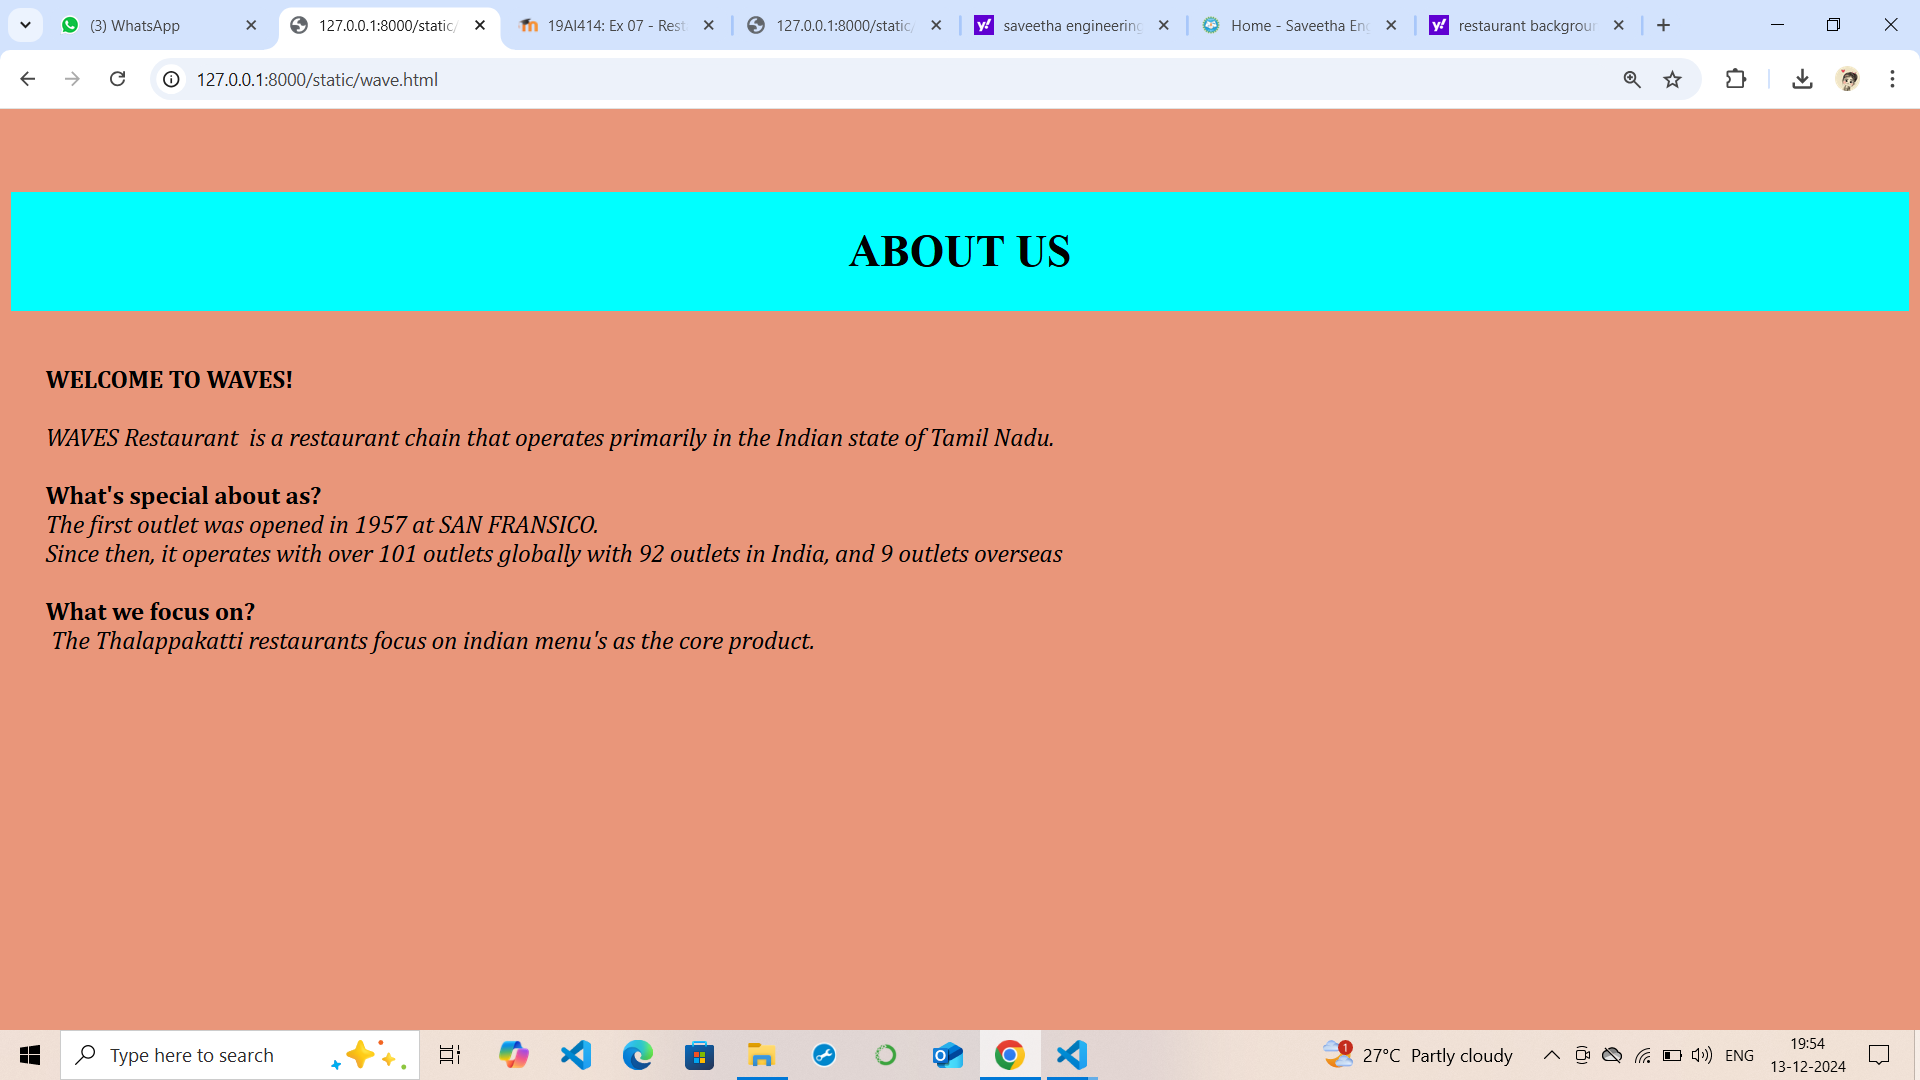 (3) WhatsApp
127.0.0.1:8000/static/
19AI414: Ex 07 - Rest
127.0.0.1:8000/static/
saveetha engineering
Home - Saveetha Eng
restaurant backgroun
127.0.0.1:8000/static/wave.html
ABOUT US
WELCOME TO WAVES!
WAVES Restaurant  is a restaurant chain that operates primarily in the Indian state of Tamil Nadu.
What's special about as?
The first outlet was opened in 1957 at SAN FRANSICO.
Since then, it operates with over 101 outlets globally with 92 outlets in India, and 9 outlets overseas
What we focus on?
The Thalappakatti restaurants focus on indian menu's as the core product.
Type here to search
1
27°C Partly cloudy
ENG
19:54
13-12-2024